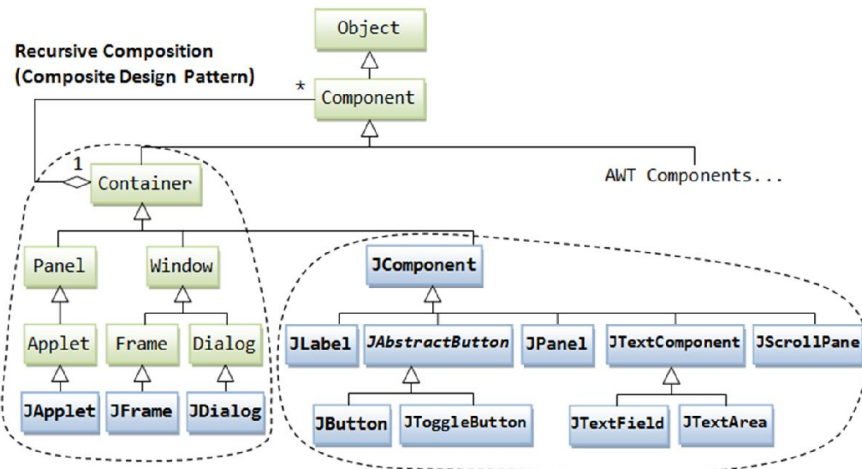 Object
Recursive Composition
(Composite Design Pattern)
*
Component
1
Container
AWT Components...
Panel
Window
JComponent
Applet
Frame
Dialog
JLabel
JAbstractButton
JPanel
JTextComponent
JScrollPane
JApplet
JFrame
JDialog
JButton
JToggleButton
JTextField
JTextArea